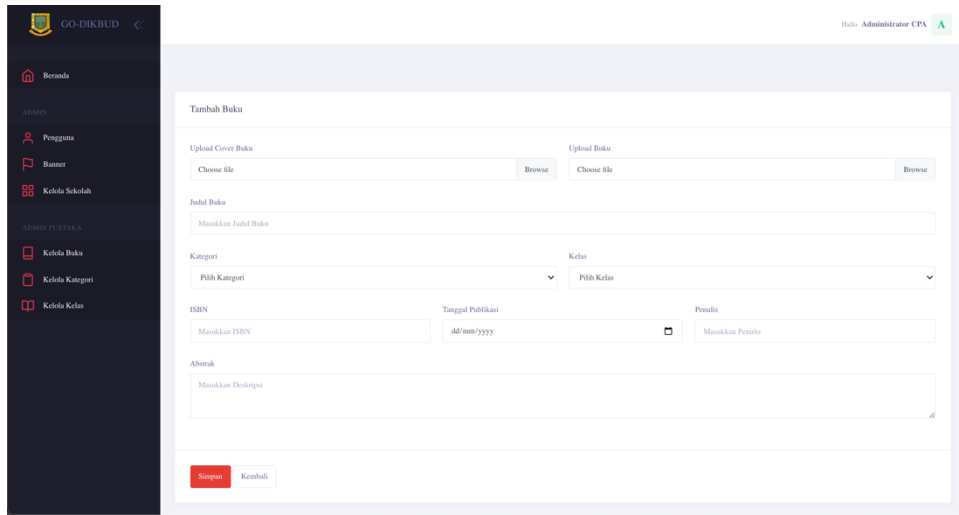 GO-DIKBUD
Hallo Administrator CPA A
Beranda
ADMIN
Pengguna
Banner
Kelola Sekolah
ADMIN PUSTAKA
Kelola Buku
Kelola Kategori
Kelola Kelas
Tambah Buku
Upload Cover Buku Upload Buku
Choose file Browse Choose file Browse
Judul Buku
Masukkan Judul Buku
Kategori Kelas
Pilih Kategori Pilih Kelas
ISBN Tanggal Publikasi Penulis
Masukkan ISBN dd/mm/yyyy Masukkan Penulis
Abstrak
Masukkan Deskripsi
Simpan Kembali